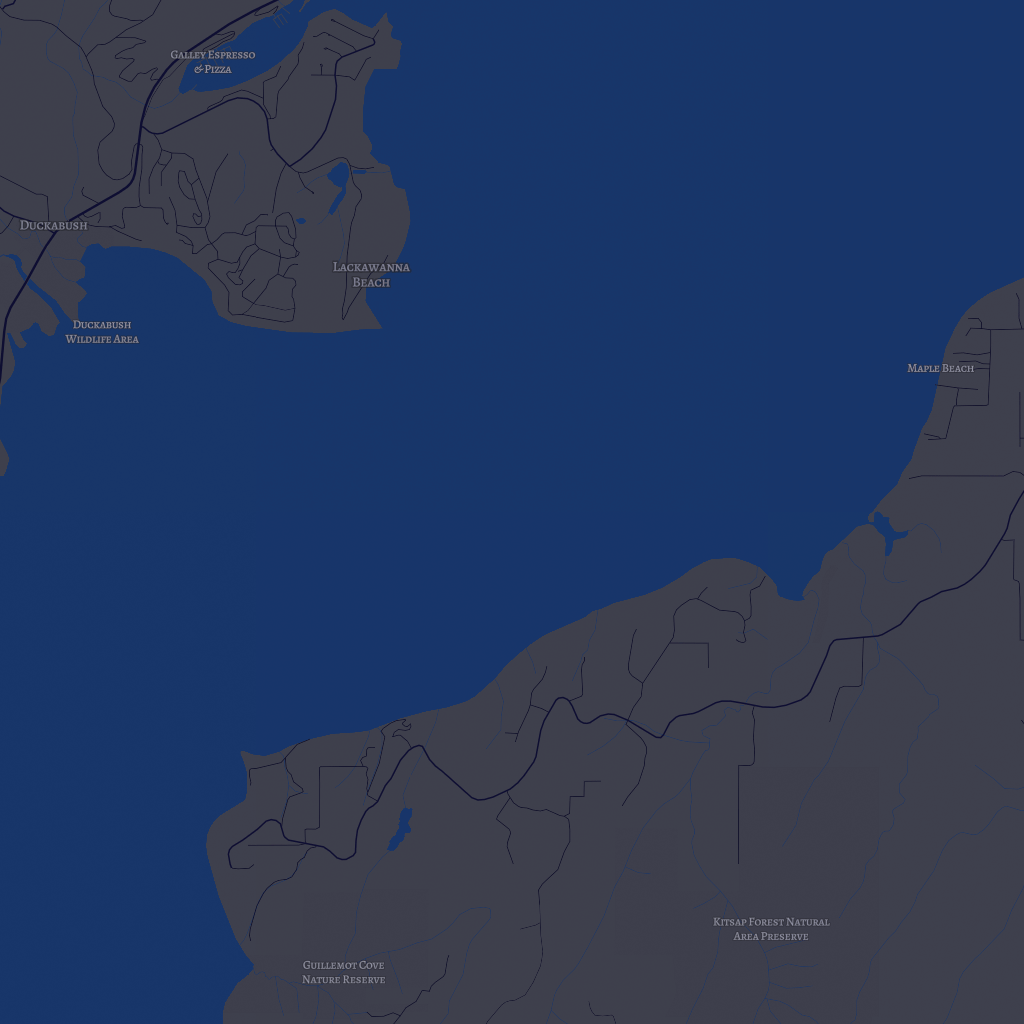 Galley Espresso
& Pizza
Duckabush
Lackawanna
Beach
Duckabush
Wildlife Area
Maple Beach
Kitsap Forest Natural
Area Preserve
Guillemot Cove
Nature Reserve